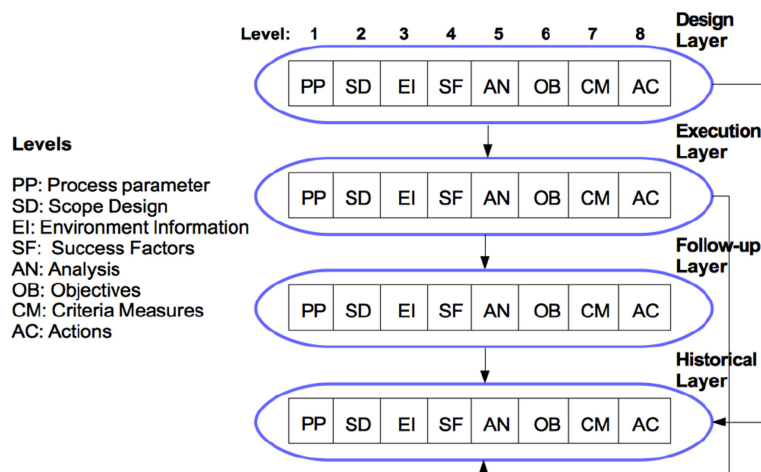 Level: 1 2 3 4 5 6 7 8
Design
Layer
PP SD EI SF AN OB CM AC
Execution
Layer
PP SD EI SF AN OB CM AC
Follow-up
Layer
PP SD EI SF AN OB CM AC
Historical
Layer
PP SD EI SF AN OB CM AC
Levels
PP: Process parameter
SD: Scope Design
EI: Environment Information
SF: Success Factors
AN: Analysis
OB: Objectives
CM: Criteria Measures
AC: Actions